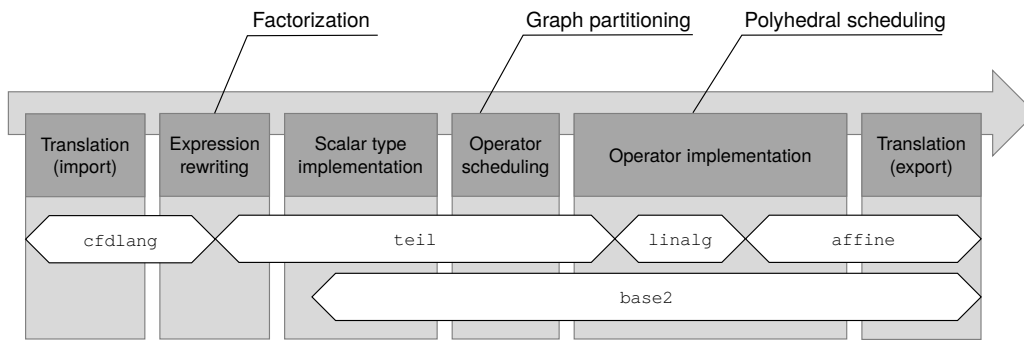 Factorization
Graph partitioning
Polyhedral scheduling
Translation
(import)
Expression
rewriting
Scalar type
implementation
Operator
scheduling
Operator implementation
Translation
(export)
cfdlang
teil
linalg
affine
base2